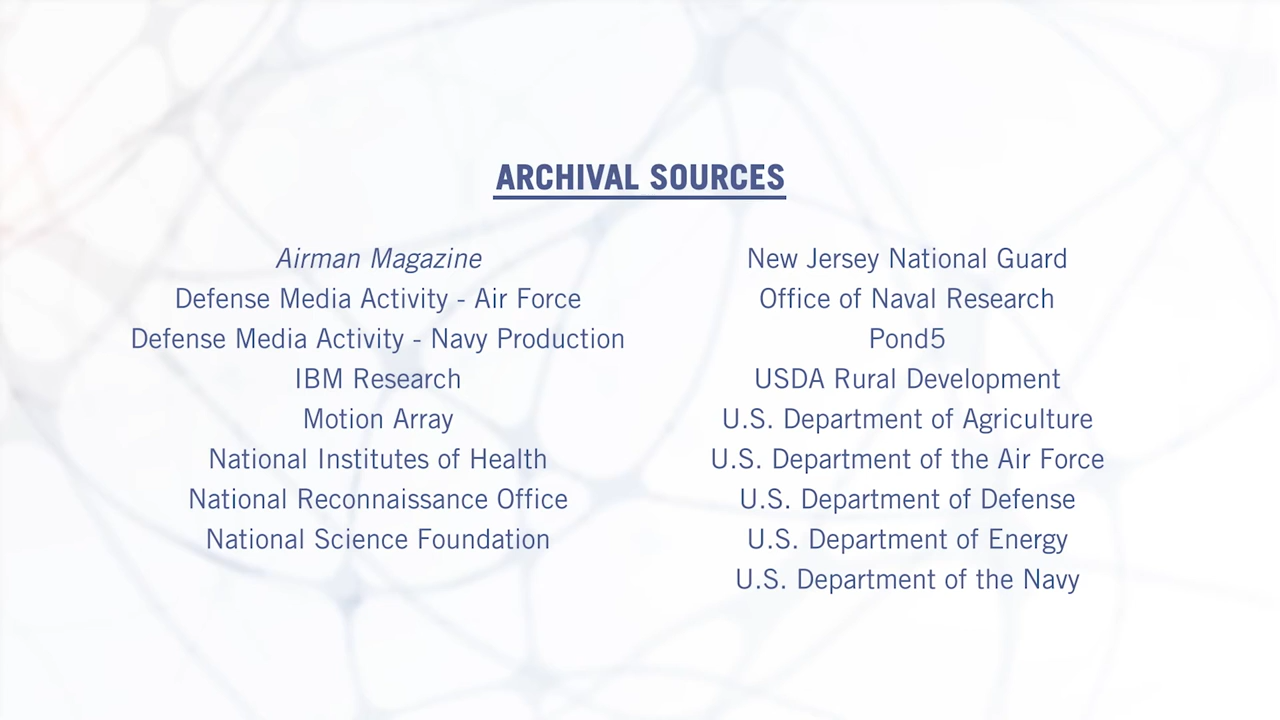 ARCHIVAL SOURCES
Airman Magazine
Defense Media Activity - Air Force
Defense Media Activity - Navy Production
IBM Research
Motion Array
National Institutes of Health
National Reconnaissance Office
National Science Foundation
New Jersey National Guard
Office of Naval Research
Pond5
USDA Rural Development
U.S. Department of Agriculture
U.S. Department of the Air Force
U.S. Department of Defense
U.S. Department of Energy
U.S. Department of the Navy